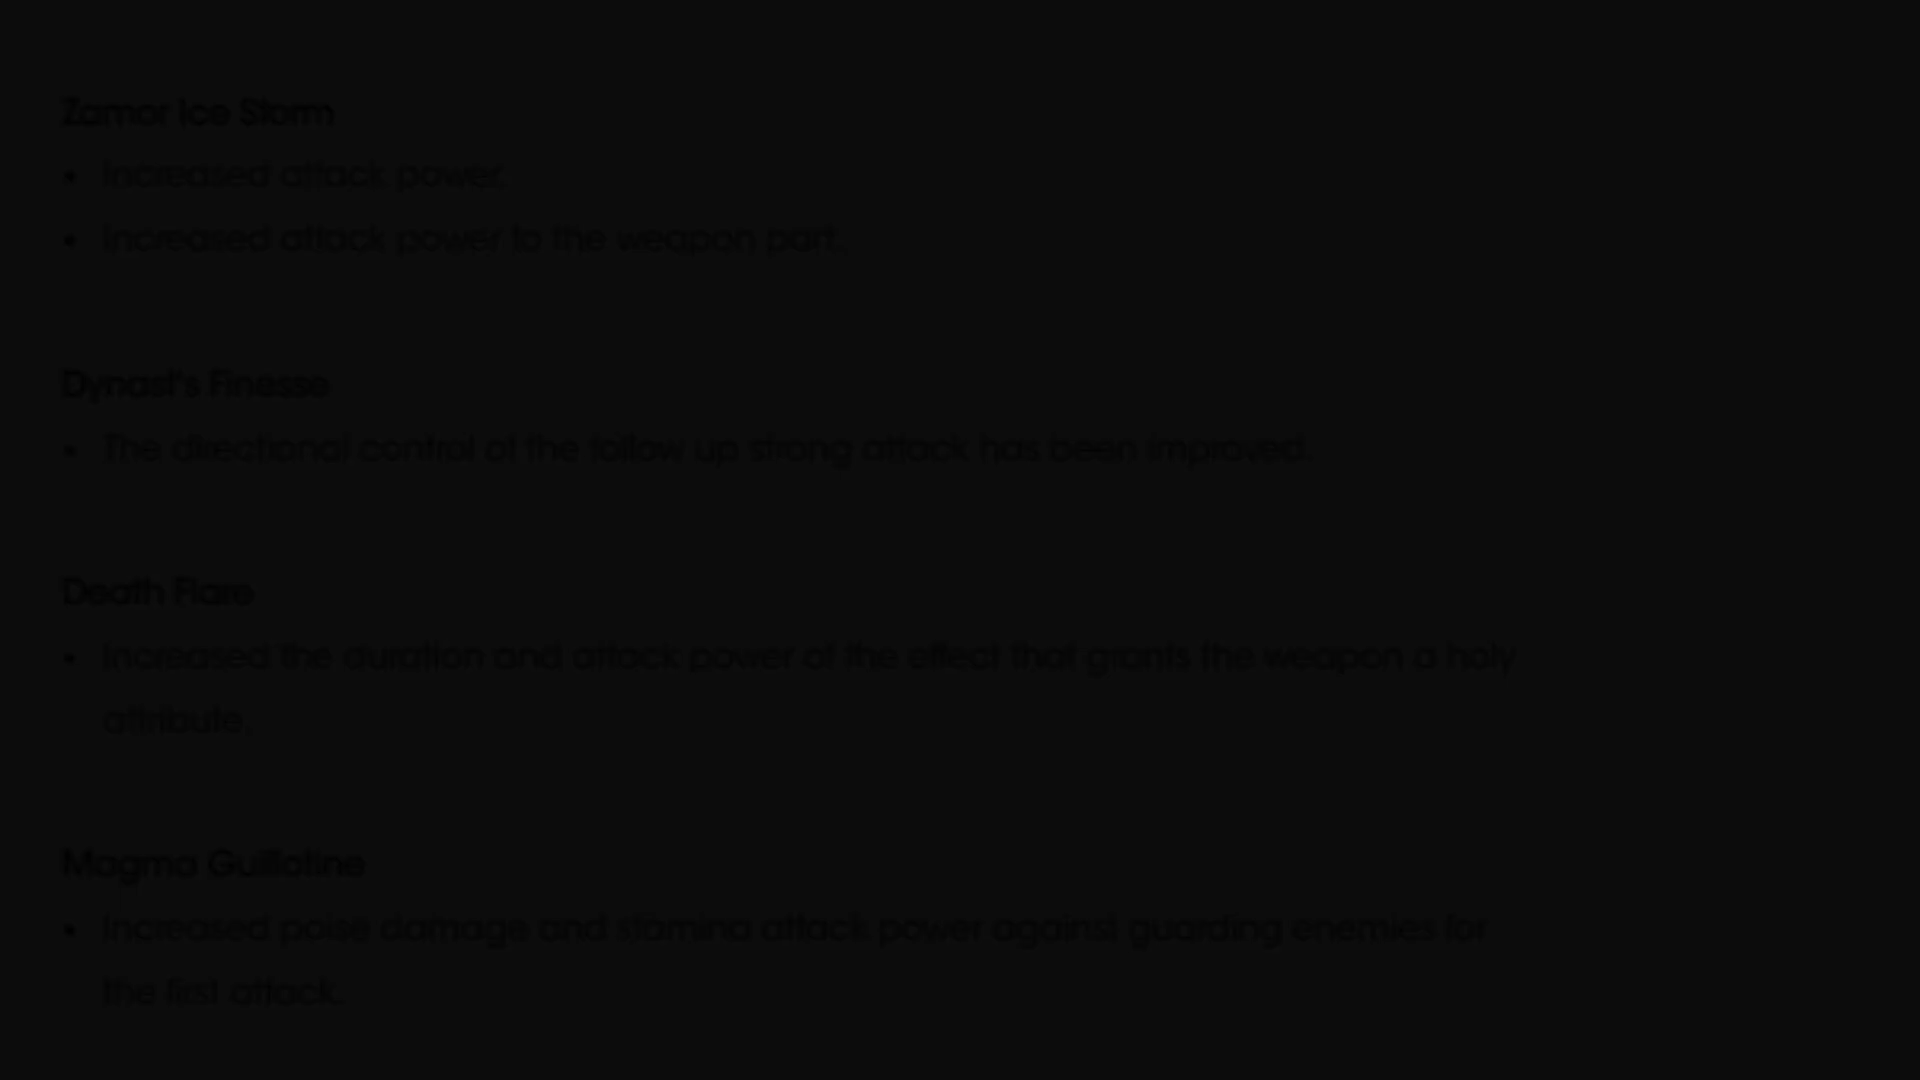 Zamor Ice Storm
• Increased attack power.
• Increased attack power to the weapon part.
Dynast's Finesse
• The directional control of the follow up strong attack has been improved.
Death Flare
• Increased the duration and attack power of the effect that grants the weapon a holy
attribute.
Magma Guillotine
• Increased poise damage and stamina attack power against guarding enemies for
the first attack.